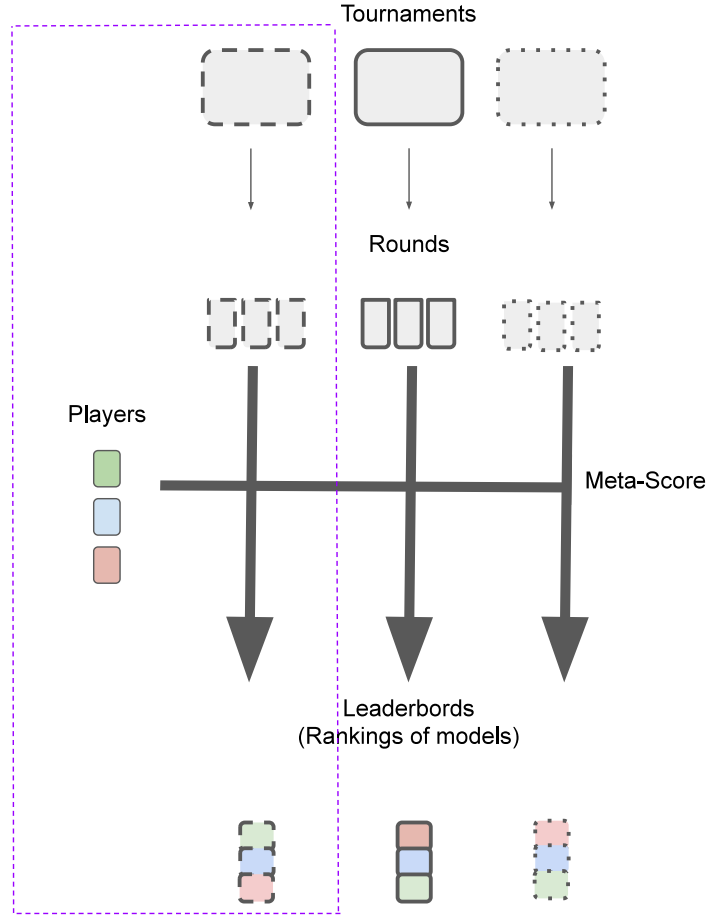 Tournaments
Rounds
Players
Meta-Score
Leaderbords
(Rankings of models)